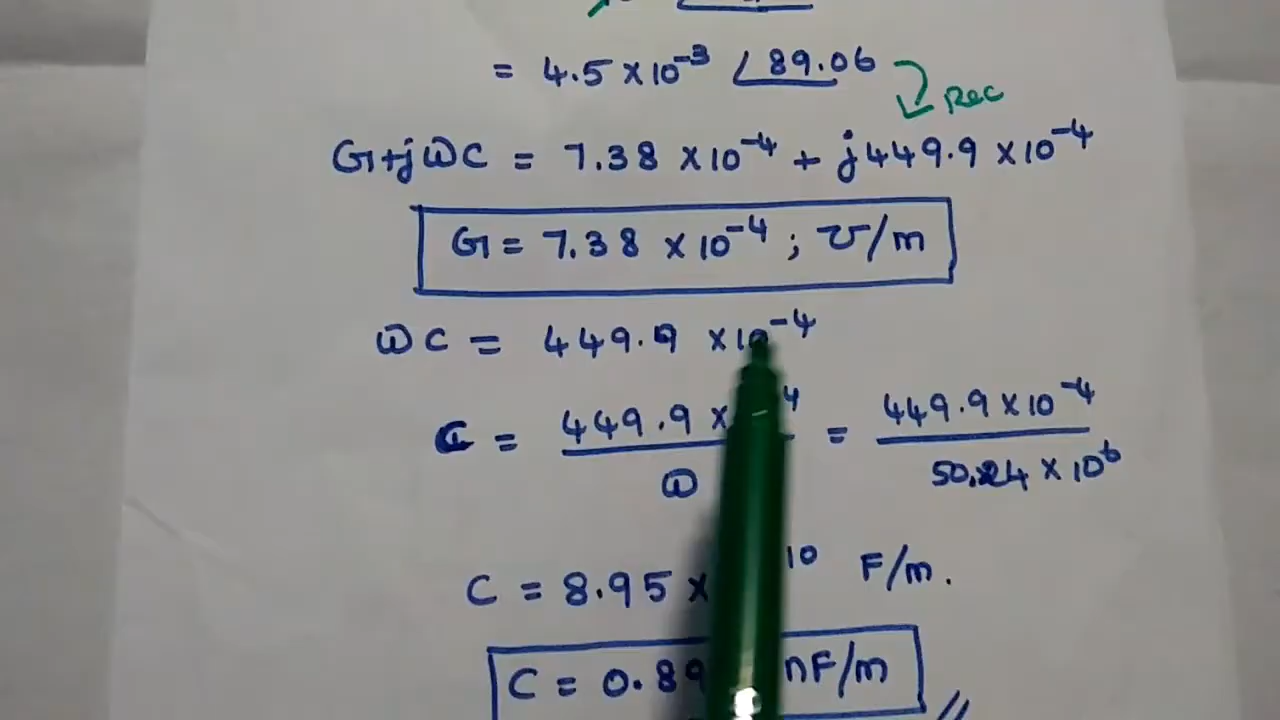 = 4.5 × 10⁻³ ∠89.06
Rec
G+jωC = 7.38 × 10⁻⁴ + j449.9 × 10⁻⁴
G = 7.38 × 10⁻⁴ ; ℧/m
ωC = 449.9 × 10⁻⁴
C = 449.9 × ⁴ / ω = 449.9 × 10⁻⁴ / 50.24 × 10⁶
C = 8.95 × ¹⁰ F/m.
C = 0.89 nF/m //